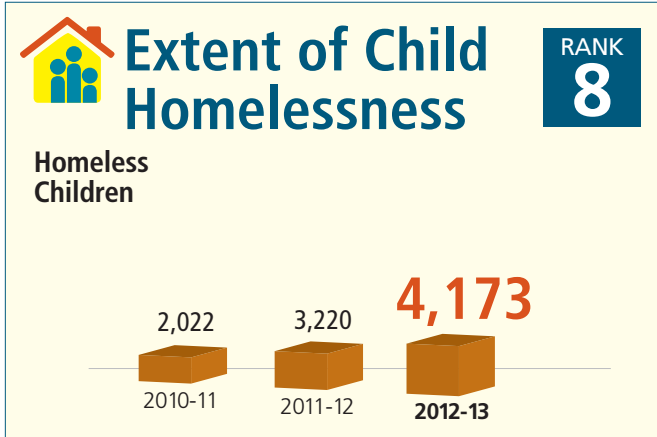 Extent of Child
Homelessness
RANK
8
Homeless
Children
2,022
3,220
4,173
2010-11
2011-12
2012-13